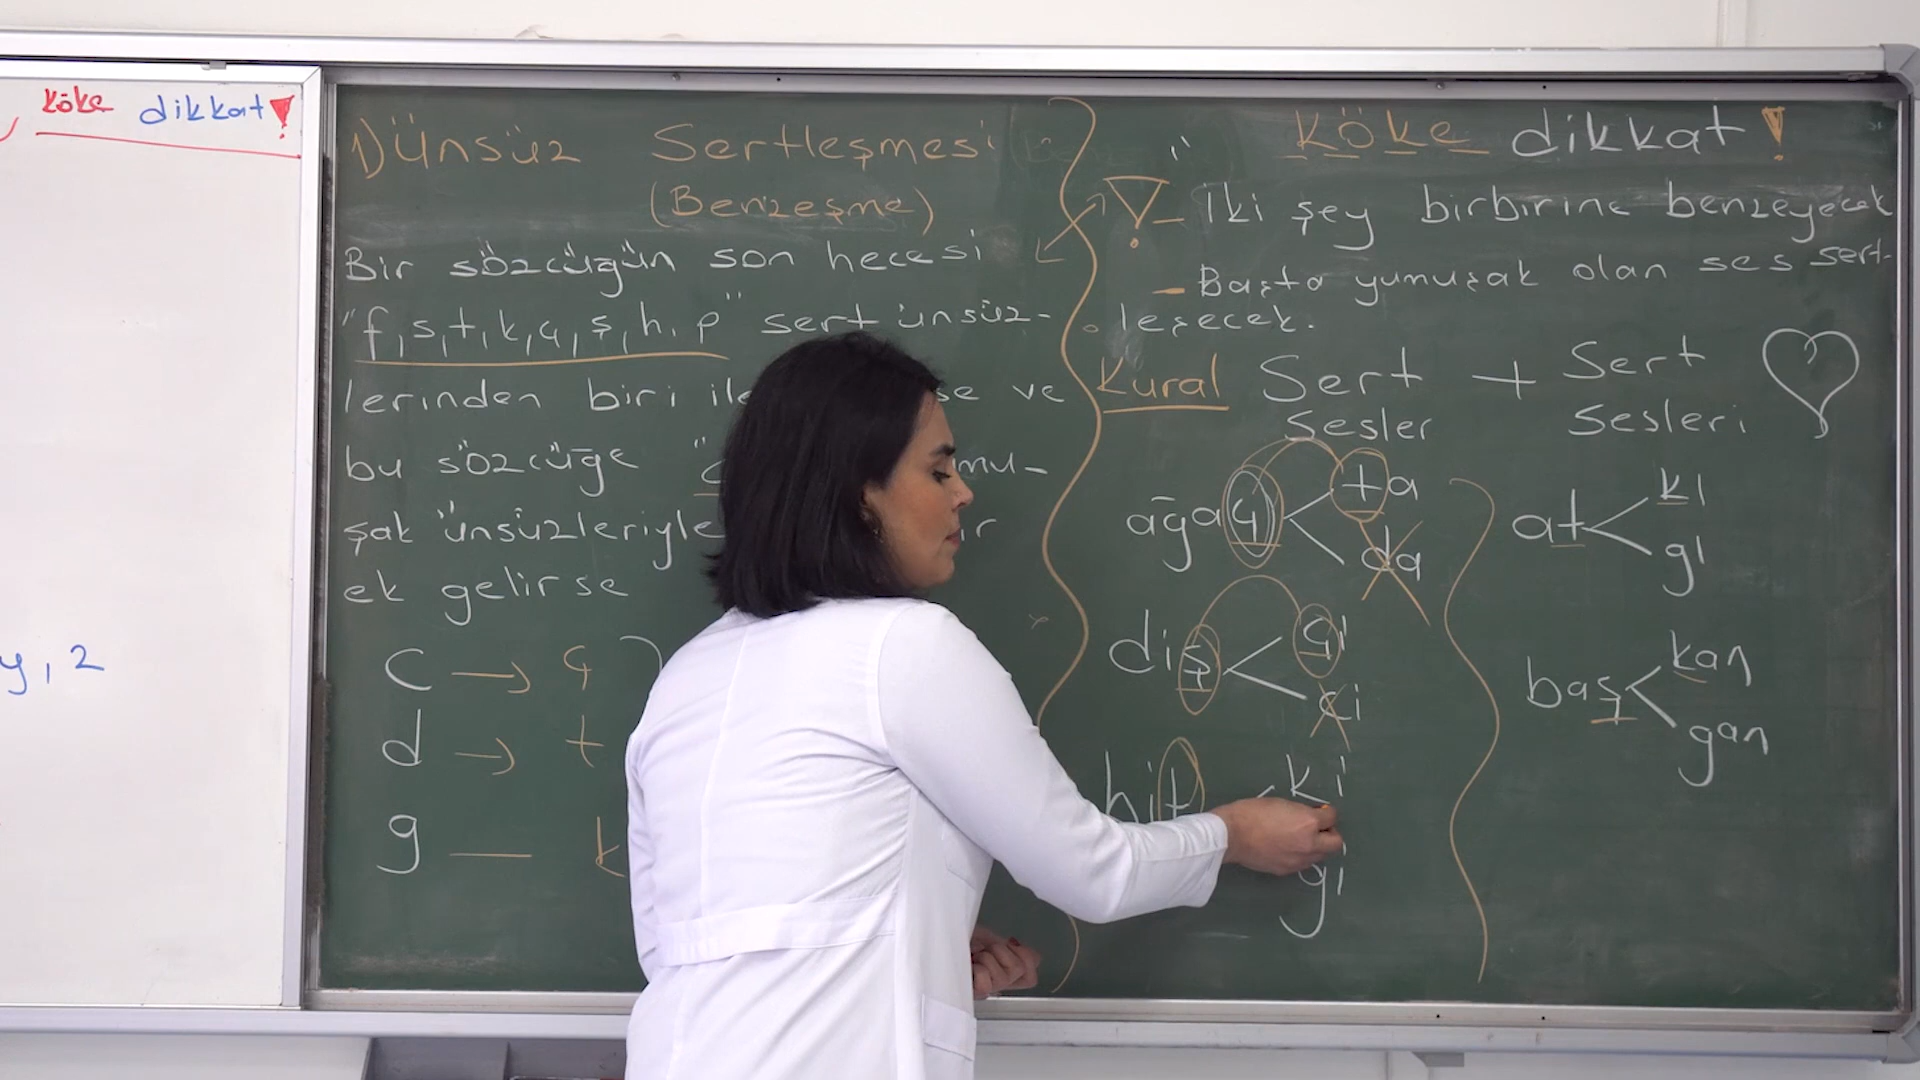 köke dikkat!
y, z
1) Ünsüz Sertleşmesi
(Benzeşme)
Bir sözcüğün son hecesi
"f, s, t, k, ç, ş, h, p" sert ünsüz-
lerinden biri ile se ve
bu sözcüğe "
şak ünsüzleriyle
ek gelirse
c → ç
d → t
g — k
KÖKE dikkat!
- İki şey birbirine benzeyecek
- Başta yumuşak olan ses sert-
leşecek.
Kural Sert Sesler + Sert Sesleri
ağaç < ta
da
diş < çi
ci
hit < ki
gi
at < kı
gı
baş < kan
gan